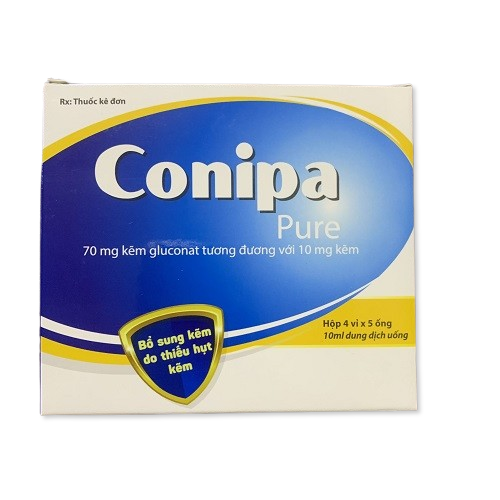 Rx: Thuốc kê đơn
Conipa
Pure
70 mg kẽm gluconat tương đương với 10 mg kẽm
Bổ sung kẽm
do thiếu hụt
kẽm
Hộp 4 vỉ x 5 ống
10ml dung dịch uống